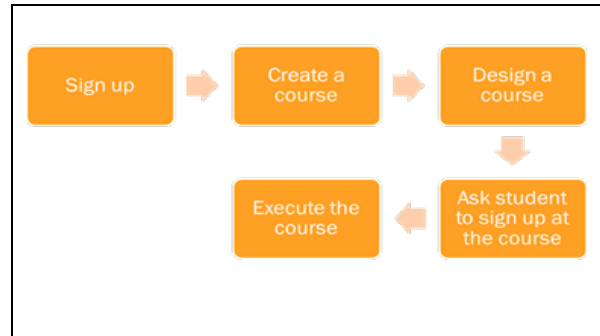 Sign up
Create a
course
Design a
course
Ask student
to sign up at
the course
Execute the
course